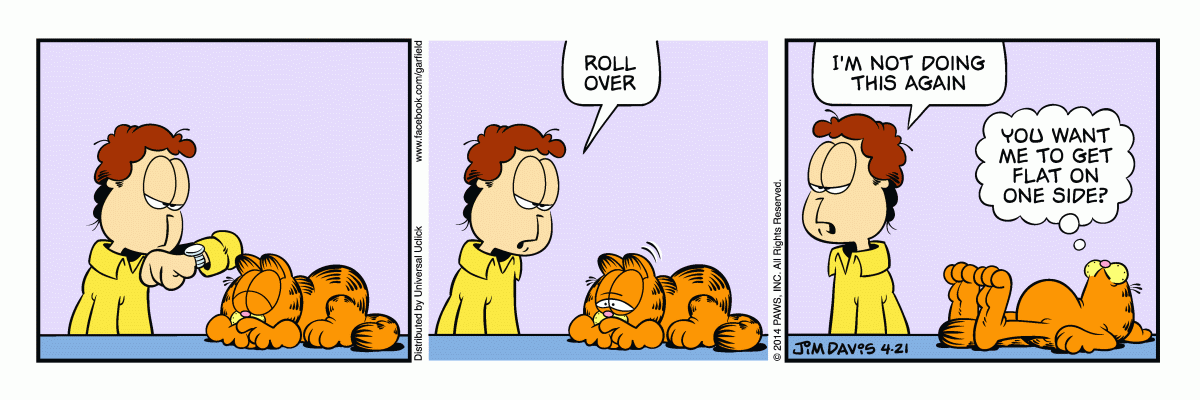 www.facebook.com/garfield
Distributed by Universal Uclick
ROLL
OVER
© 2014 PAWS, INC. All Rights Reserved.
I'M NOT DOING
THIS AGAIN
YOU WANT
ME TO GET
FLAT ON
ONE SIDE?
JIM DAVIS 4·21